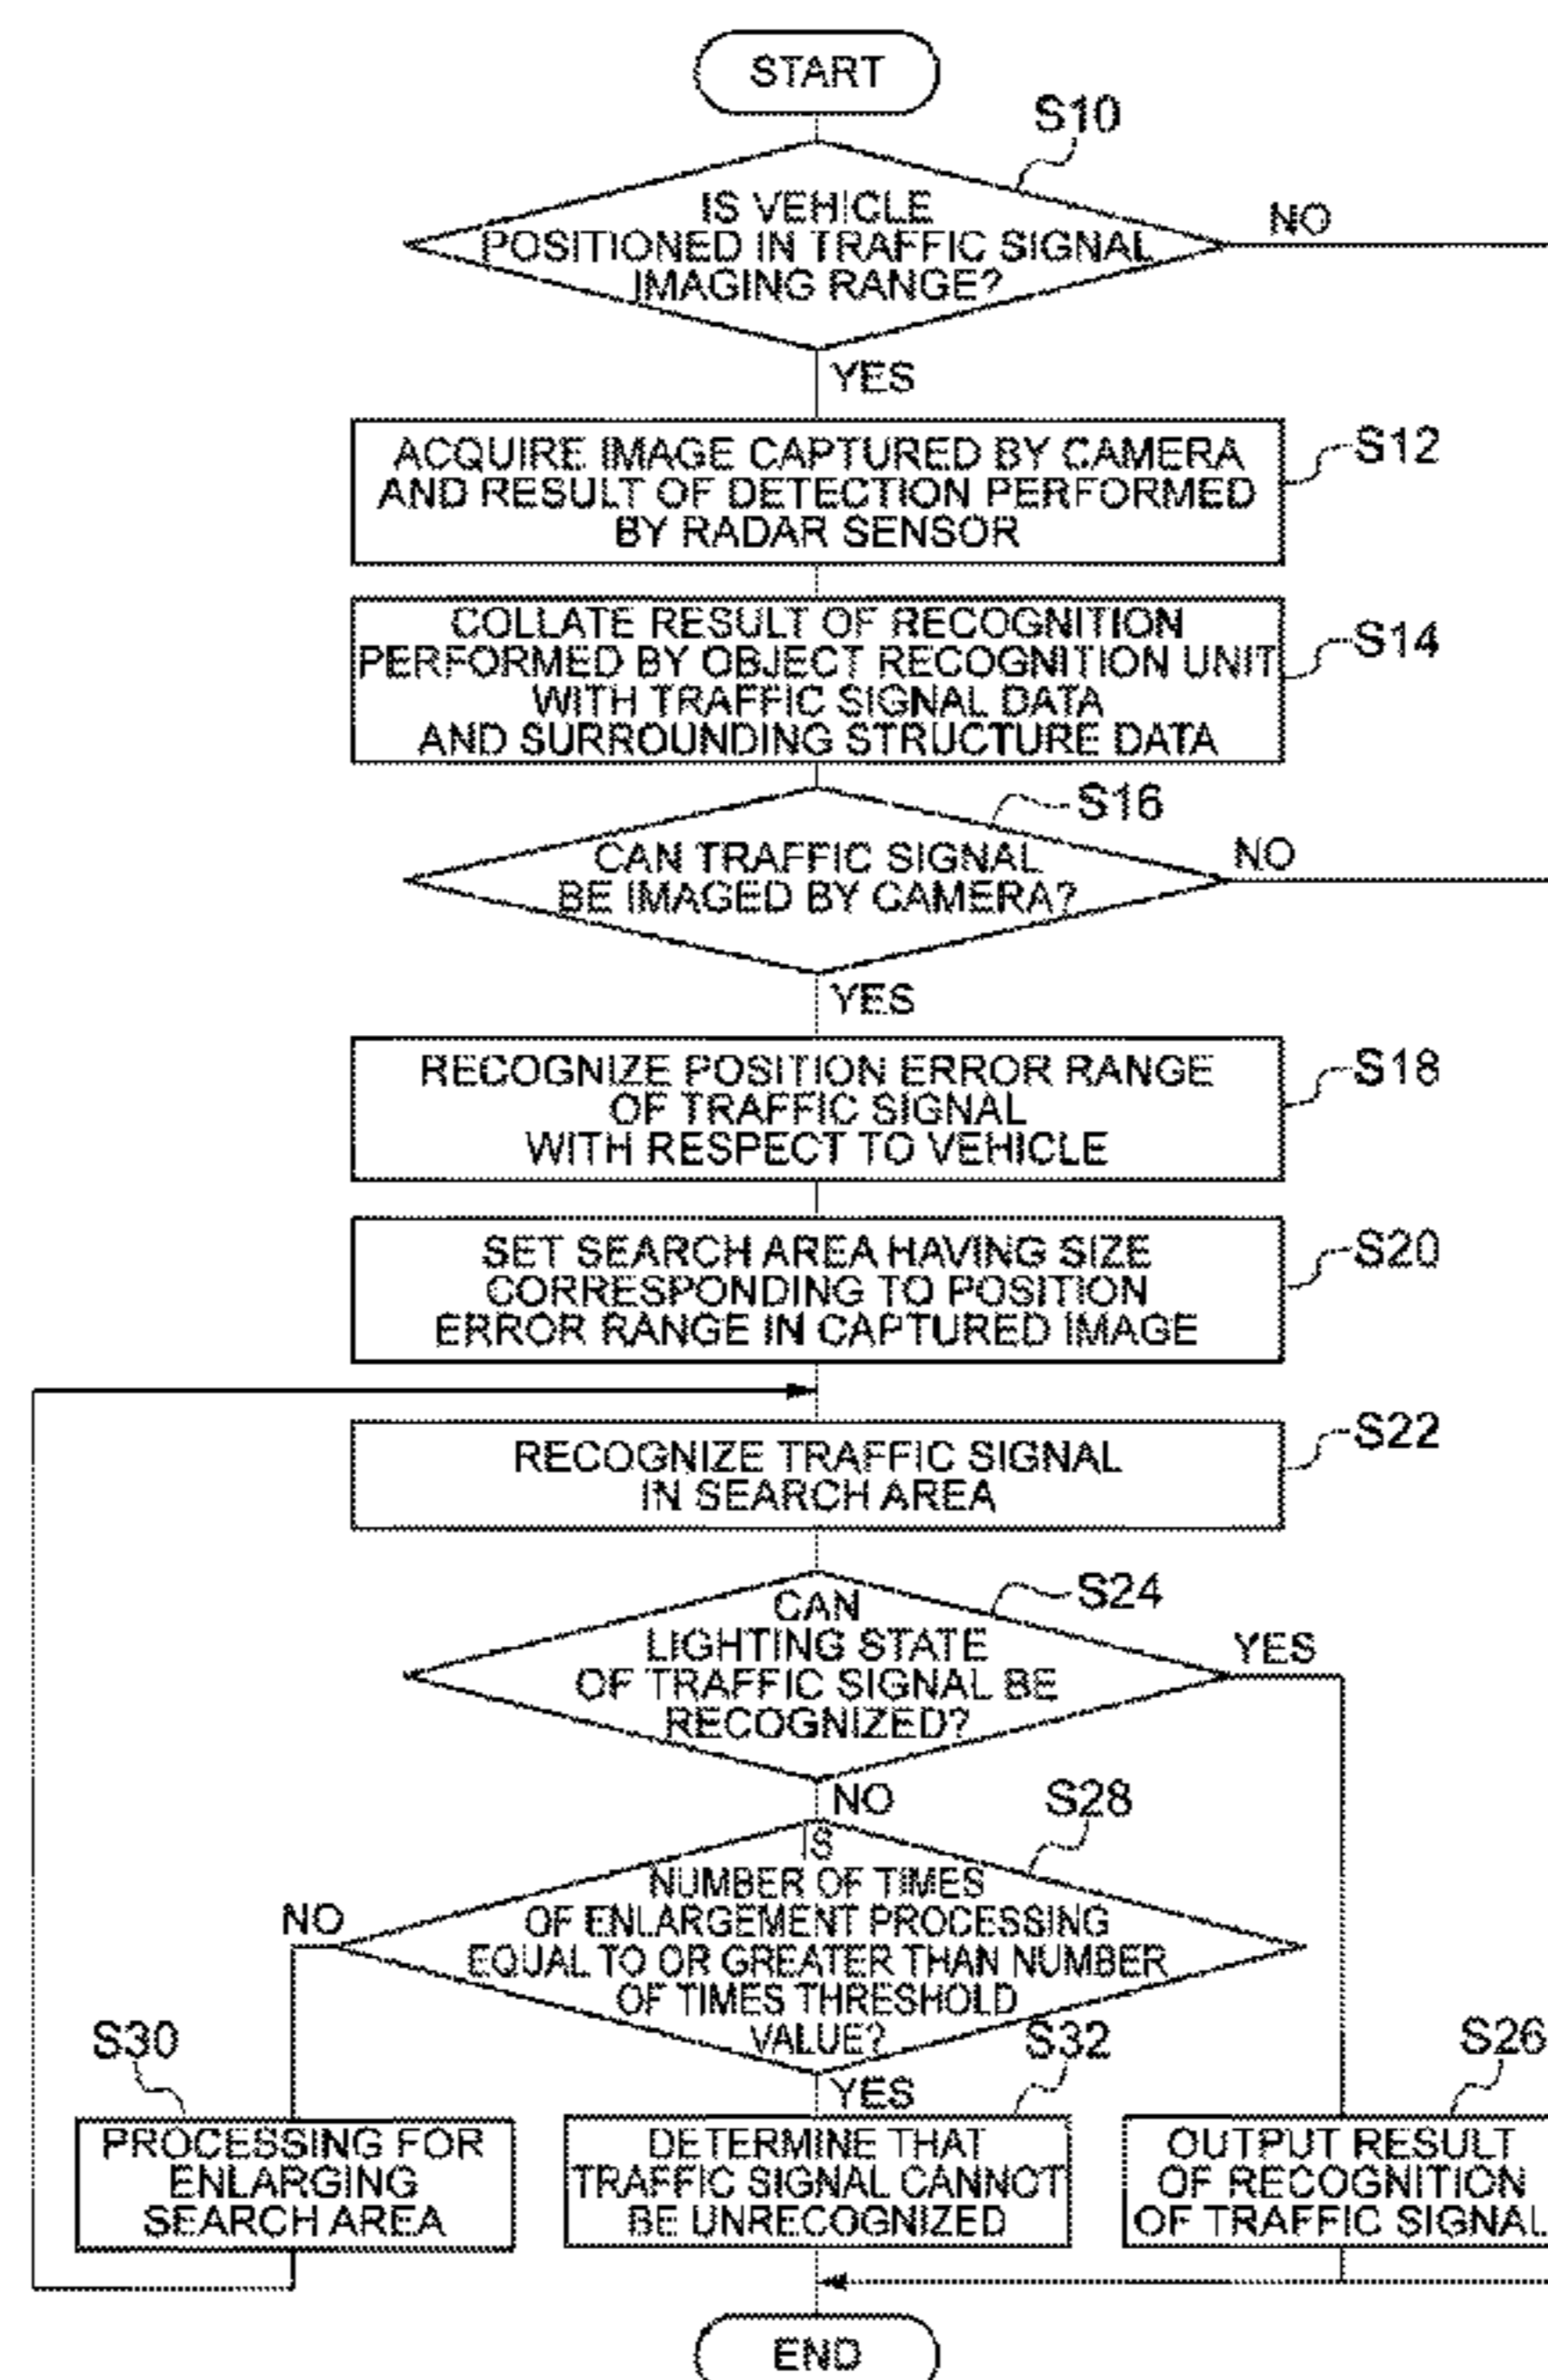 START
S10
IS VEHICLE
POSITIONED IN TRAFFIC SIGNAL
IMAGING RANGE?
NO
YES
ACQUIRE IMAGE CAPTURED BY CAMERA
AND RESULT OF DETECTION PERFORMED
BY RADAR SENSOR
S12
COLLATE RESULT OF RECOGNITION
PERFORMED BY OBJECT RECOGNITION UNIT
WITH TRAFFIC SIGNAL DATA
AND SURROUNDING STRUCTURE DATA
S14
S16
CAN TRAFFIC SIGNAL
BE IMAGED BY CAMERA?
NO
YES
RECOGNIZE POSITION ERROR RANGE
OF TRAFFIC SIGNAL
WITH RESPECT TO VEHICLE
S18
SET SEARCH AREA HAVING SIZE
CORRESPONDING TO POSITION
ERROR RANGE IN CAPTURED IMAGE
S20
RECOGNIZE TRAFFIC SIGNAL
IN SEARCH AREA
S22
S24
CAN
LIGHTING STATE
OF TRAFFIC SIGNAL BE
RECOGNIZED?
YES
NO
S28
IS
NUMBER OF TIMES
OF ENLARGEMENT PROCESSING
EQUAL TO OR GREATER THAN NUMBER
OF TIMES THRESHOLD
VALUE?
NO
YES
S30
PROCESSING FOR
ENLARGING
SEARCH AREA
S32
DETERMINE THAT
TRAFFIC SIGNAL CANNOT
BE UNRECOGNIZED
S26
OUTPUT RESULT
OF RECOGNITION
OF TRAFFIC SIGNAL
END